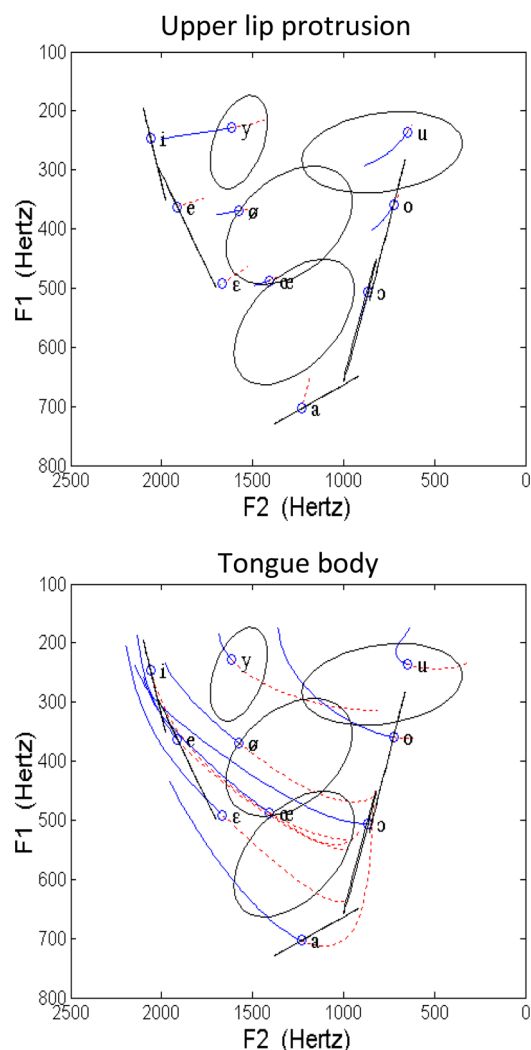 Upper lip protrusion
100
200
300
400
500
600
700
800
F1 (Hertz)
i
y
u
e
ø
o
ε
œ
ɔ
a
2500
2000
1500
1000
500
0
F2 (Hertz)
Tongue body
100
200
300
400
500
600
700
800
F1 (Hertz)
i
y
u
e
ø
o
ε
œ
ɔ
a
2500
2000
1500
1000
500
0
F2 (Hertz)